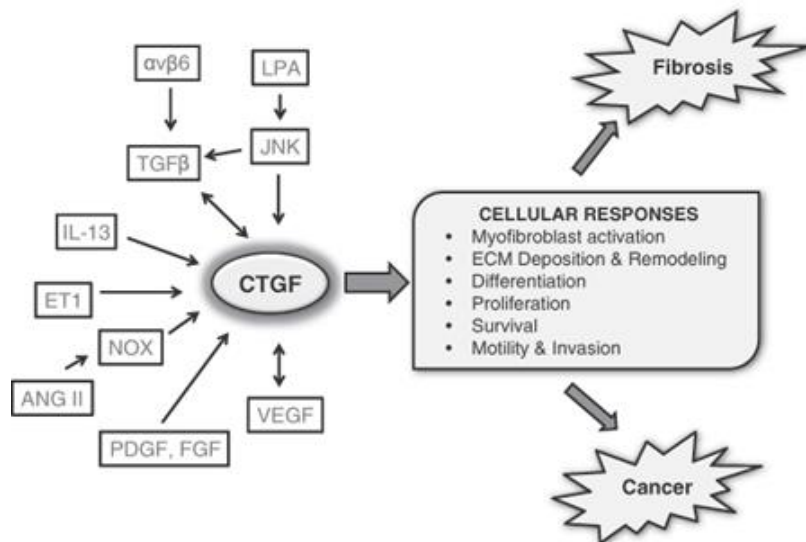 αvβ6
LPA
Fibrosis
TGFβ
JNK
IL-13
CTGF
ET1
NOX
ANG II
VEGF
PDGF, FGF
CELLULAR RESPONSES
• Myofibroblast activation
• ECM Deposition & Remodeling
• Differentiation
• Proliferation
• Survival
• Motility & Invasion
Cancer